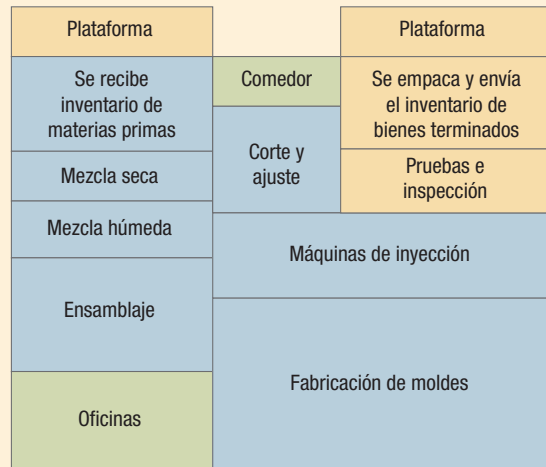 Plataforma
Se recibe
inventario de
materias primas
Mezcla seca
Mezcla húmeda
Ensamblaje
Oficinas
Comedor
Corte y
ajuste
Plataforma
Se empaca y envía
el inventario de
bienes terminados
Pruebas e
inspección
Máquinas de inyección
Fabricación de moldes